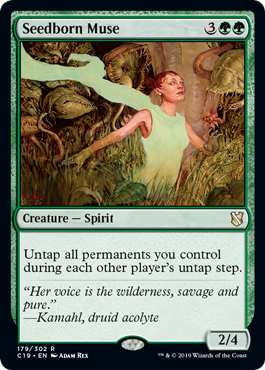 Seedborn Muse 3
Creature — Spirit
Untap all permanents you control
during each other player's untap step.
"Her voice is the wilderness, savage and
pure."
—Kamahl, druid acolyte
2/4
179/302 R
C19 • EN Adam Rex
™ & © 2019 Wizards of the Coast